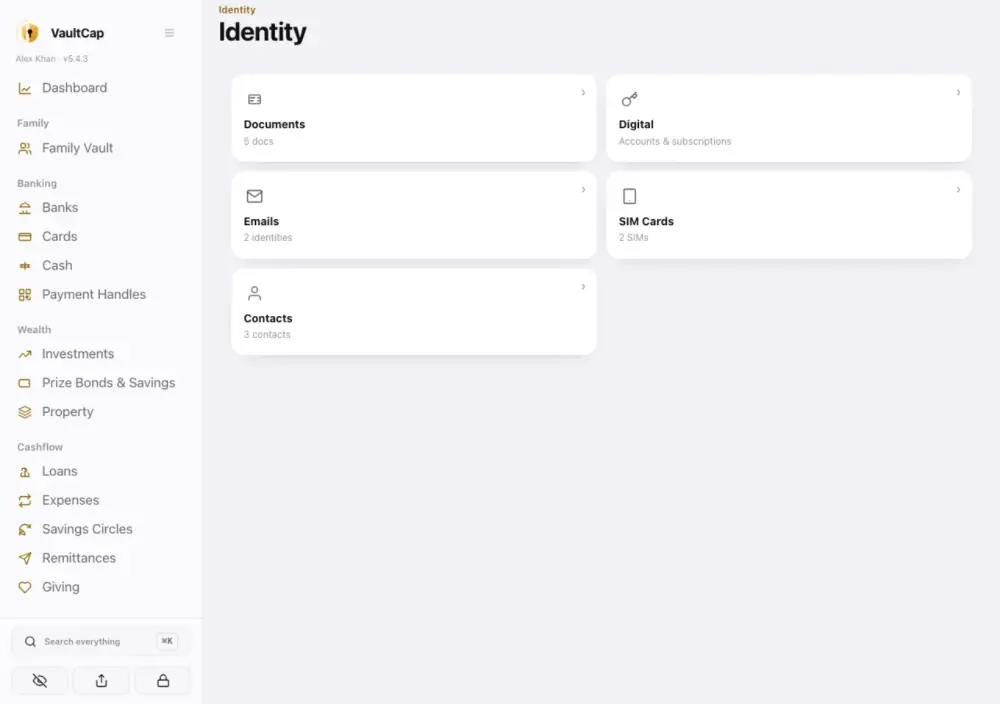 VaultCap
Alex Khan · v5.4.3
Dashboard
Family
Family Vault
Banking
Banks
Cards
Cash
Payment Handles
Wealth
Investments
Prize Bonds & Savings
Property
Cashflow
Loans
Expenses
Savings Circles
Remittances
Giving
Search everything ⌘K
Identity
Identity
Documents
5 docs
Digital
Accounts & subscriptions
Emails
2 identities
SIM Cards
2 SIMs
Contacts
3 contacts